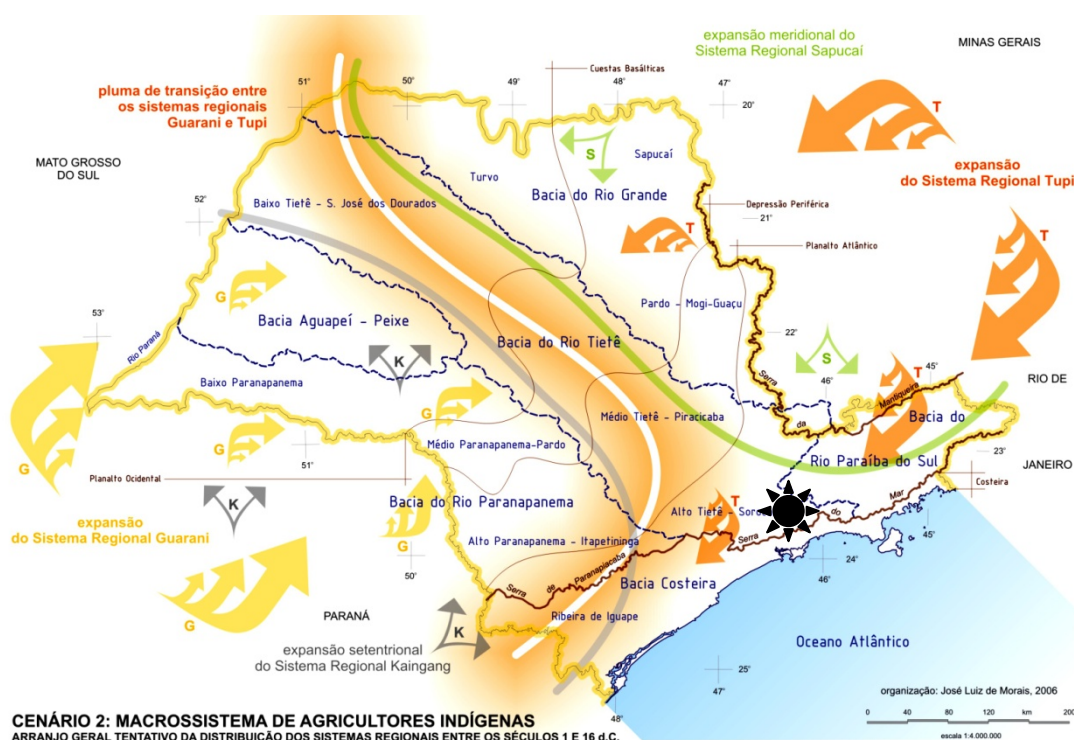 expansão meridional do
Sistema Regional Sapucaí
MINAS GERAIS
Cuestas Basálticas
51° 50° 49° 48° 47°
20°
pluma de transição entre
os sistemas regionais
Guarani e Tupi
T
T
expansão
do Sistema Regional Tupi
MATO GROSSO
DO SUL
S
Sapucaí
Turvo
Bacia do Rio Grande
Baixo Tietê - S. José dos Dourados
Depressão Periférica
52°
21°
T
T
Planalto Atlântico
G
Pardo - Mogi-Guaçu
Bacia Aguapeí - Peixe
53°
Rio Paraná
Bacia do Rio Tietê
22°
S
K
46°
45°
T
RIO DE
JANEIRO
Baixo Paranapanema
Serra
da
Mantiqueira
Bacia do
Rio Paraíba do Sul
G
Médio Tietê - Piracicaba
G
Médio Paranapanema-Pardo
G
23°
51°
Planalto Ocidental
Costeira
K
Bacia do Rio Paranapanema
G
T
Alto Tietê -
Serra
do
Mar
expansão
do Sistema Regional Guarani
Alto Paranapanema - Itapetininga
50°
45°
24°
46°
Serra
de
Paranapiacaba
Bacia Costeira
G
PARANÁ
K
Ribeira de Iguape
expansão setentrional
do Sistema Regional Kaingang
Oceano Atlântico
25°
47°
48°
organização: José Luiz de Morais, 2006
0 40 80 120 km 200
escala 1:4.000.000
CENÁRIO 2: MACROSSISTEMA DE AGRICULTORES INDÍGENAS
ARRANJO GERAL TENTATIVO DA DISTRIBUIÇÃO DOS SISTEMAS REGIONAIS ENTRE OS SÉCULOS 1 E 16 d.C.